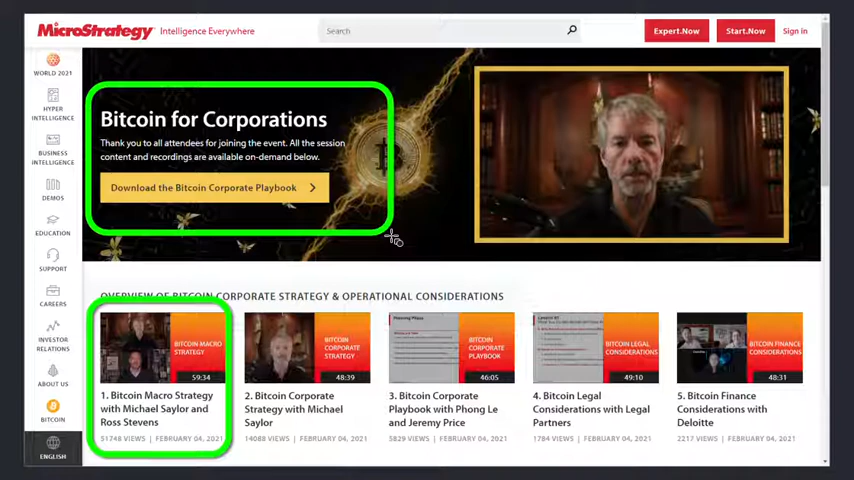 MicroStrategy Intelligence Everywhere
Search
Expert.Now
Start.Now
Sign in
WORLD 2021
HYPER
INTELLIGENCE
BUSINESS
INTELLIGENCE
DEMOS
EDUCATION
SUPPORT
CAREERS
INVESTOR
RELATIONS
ABOUT US
BITCOIN
ENGLISH
Bitcoin for Corporations
Thank you to all attendees for joining the event. All the session
content and recordings are available on-demand below.
Download the Bitcoin Corporate Playbook
OVERVIEW OF BITCOIN CORPORATE STRATEGY & OPERATIONAL CONSIDERATIONS
BITCOIN MACRO
STRATEGY
59:34
1. Bitcoin Macro Strategy
with Michael Saylor and
Ross Stevens
51748 VIEWS | FEBRUARY 04, 2021
BITCOIN
CORPORATE
STRATEGY
48:39
2. Bitcoin Corporate
Strategy with Michael
Saylor
14088 VIEWS | FEBRUARY 04, 2021
BITCOIN
CORPORATE
PLAYBOOK
46:05
3. Bitcoin Corporate
Playbook with Phong Le
and Jeremy Price
5829 VIEWS | FEBRUARY 04, 2021
BITCOIN LEGAL
CONSIDERATIONS
49:10
4. Bitcoin Legal
Considerations with Legal
Partners
1784 VIEWS | FEBRUARY 04, 2021
BITCOIN FINANCE
CONSIDERATIONS
48:31
5. Bitcoin Finance
Considerations with
Deloitte
2217 VIEWS | FEBRUARY 04, 2021